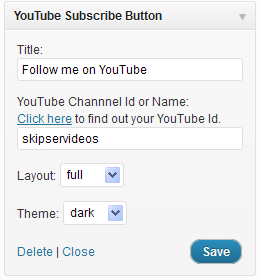 YouTube Subscribe Button
Title:
Follow me on YouTube
YouTube Channnel Id or Name:
Click here to find out your YouTube Id.
skipservideos
Layout: full
Theme: dark
Delete | Close Save